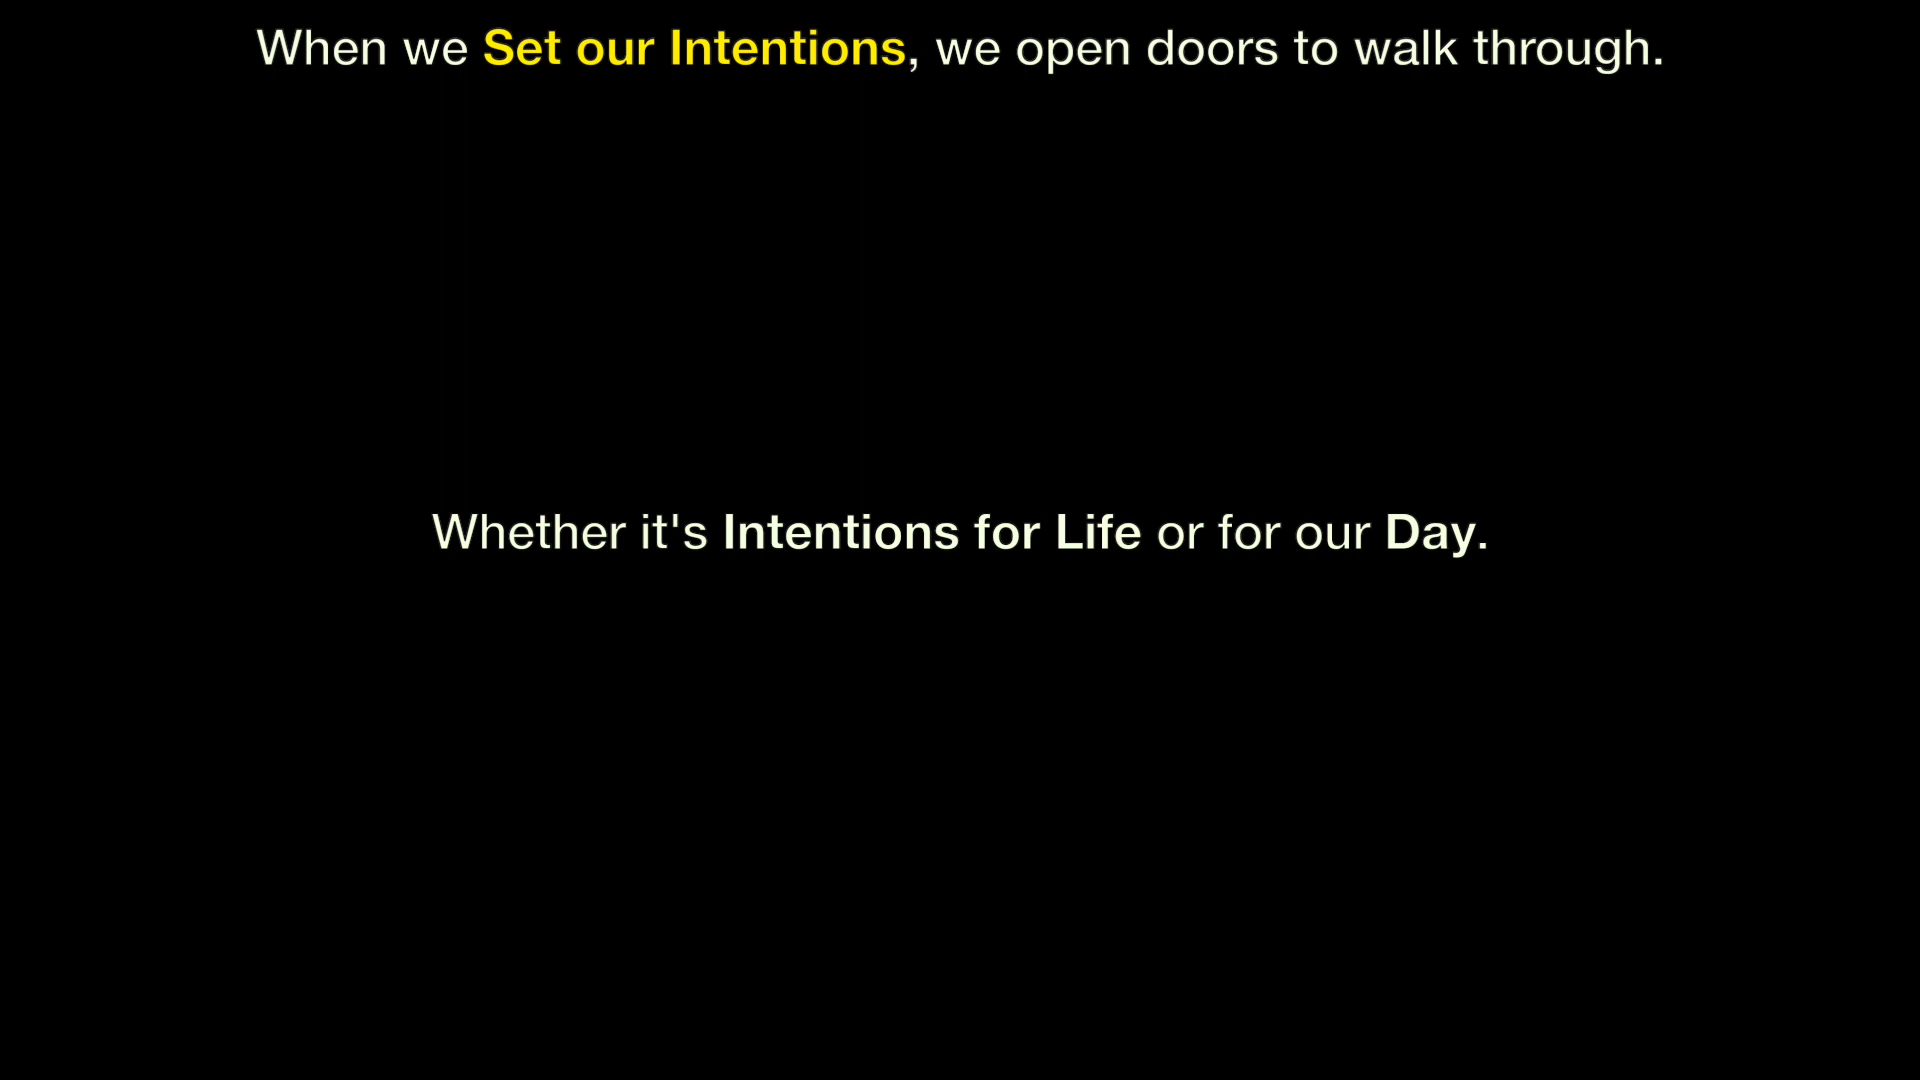 When we Set our Intentions, we open doors to walk through.
Whether it's Intentions for Life or for our Day.